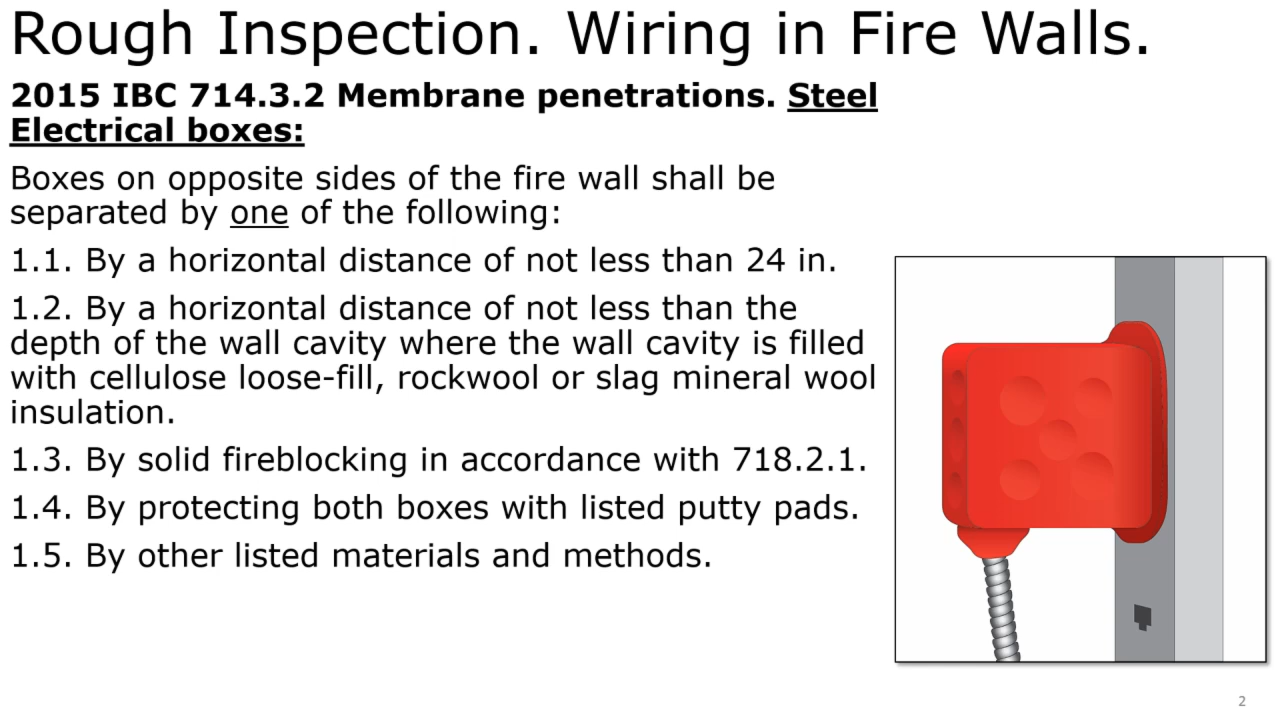 Rough Inspection. Wiring in Fire Walls.
2015 IBC 714.3.2 Membrane penetrations. Steel
Electrical boxes:
Boxes on opposite sides of the fire wall shall be
separated by one of the following:
1.1. By a horizontal distance of not less than 24 in.
1.2. By a horizontal distance of not less than the
depth of the wall cavity where the wall cavity is filled
with cellulose loose-fill, rockwool or slag mineral wool
insulation.
1.3. By solid fireblocking in accordance with 718.2.1.
1.4. By protecting both boxes with listed putty pads.
1.5. By other listed materials and methods.
2